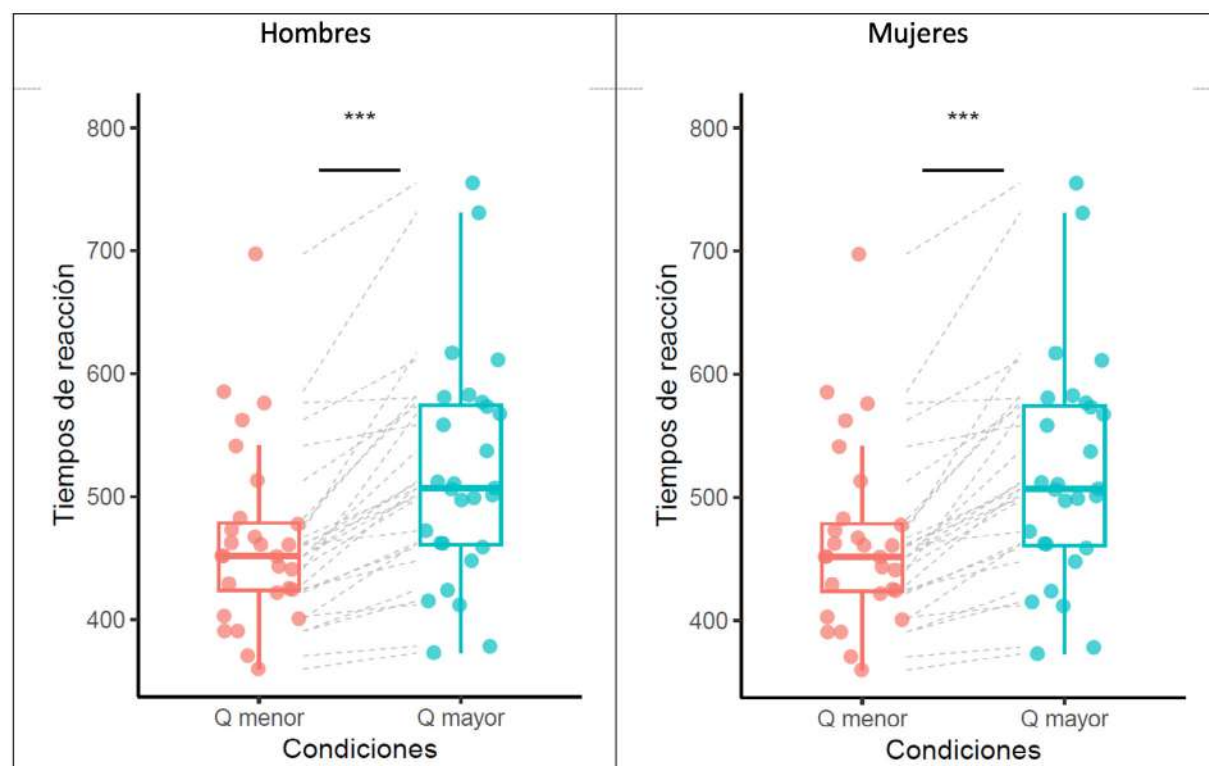 Hombres
***
Tiempos de reacción
800
700
600
500
400
Q menor
Q mayor
Condiciones
Mujeres
***
Tiempos de reacción
800
700
600
500
400
Q menor
Q mayor
Condiciones